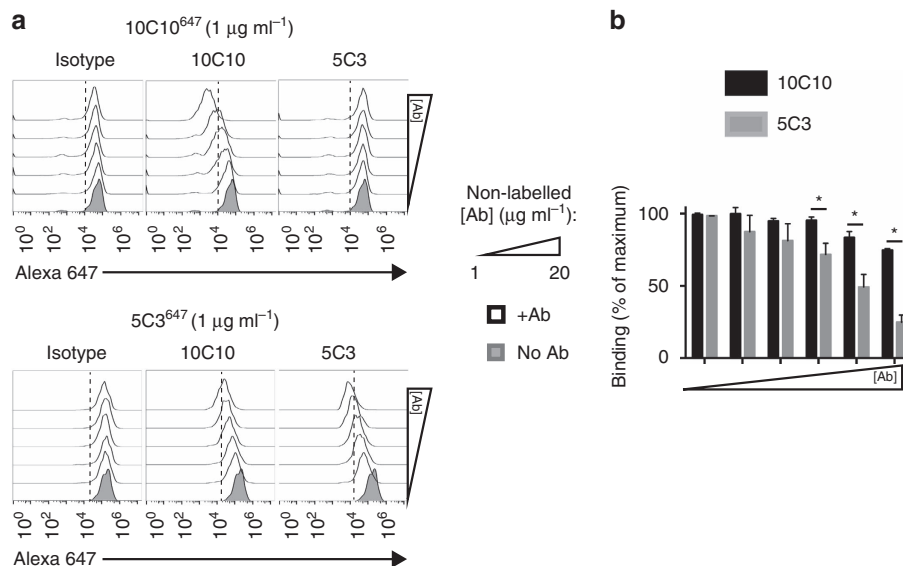 a
10C10⁶⁴⁷ (1 μg ml⁻¹)
Isotype 10C10 5C3
[Ab]
10⁰ 10² 10⁴ 10⁶ 10⁰ 10² 10⁴ 10⁶ 10⁰ 10² 10⁴ 10⁶
Alexa 647
5C3⁶⁴⁷ (1 μg ml⁻¹)
Isotype 10C10 5C3
[Ab]
10⁰ 10² 10⁴ 10⁶ 10⁰ 10² 10⁴ 10⁶ 10⁰ 10² 10⁴ 10⁶
Alexa 647
Non-labelled
[Ab] (μg ml⁻¹):
1 20
+Ab
No Ab
b
10C10
5C3
Binding (% of maximum)
100
50
0
* * *
[Ab]